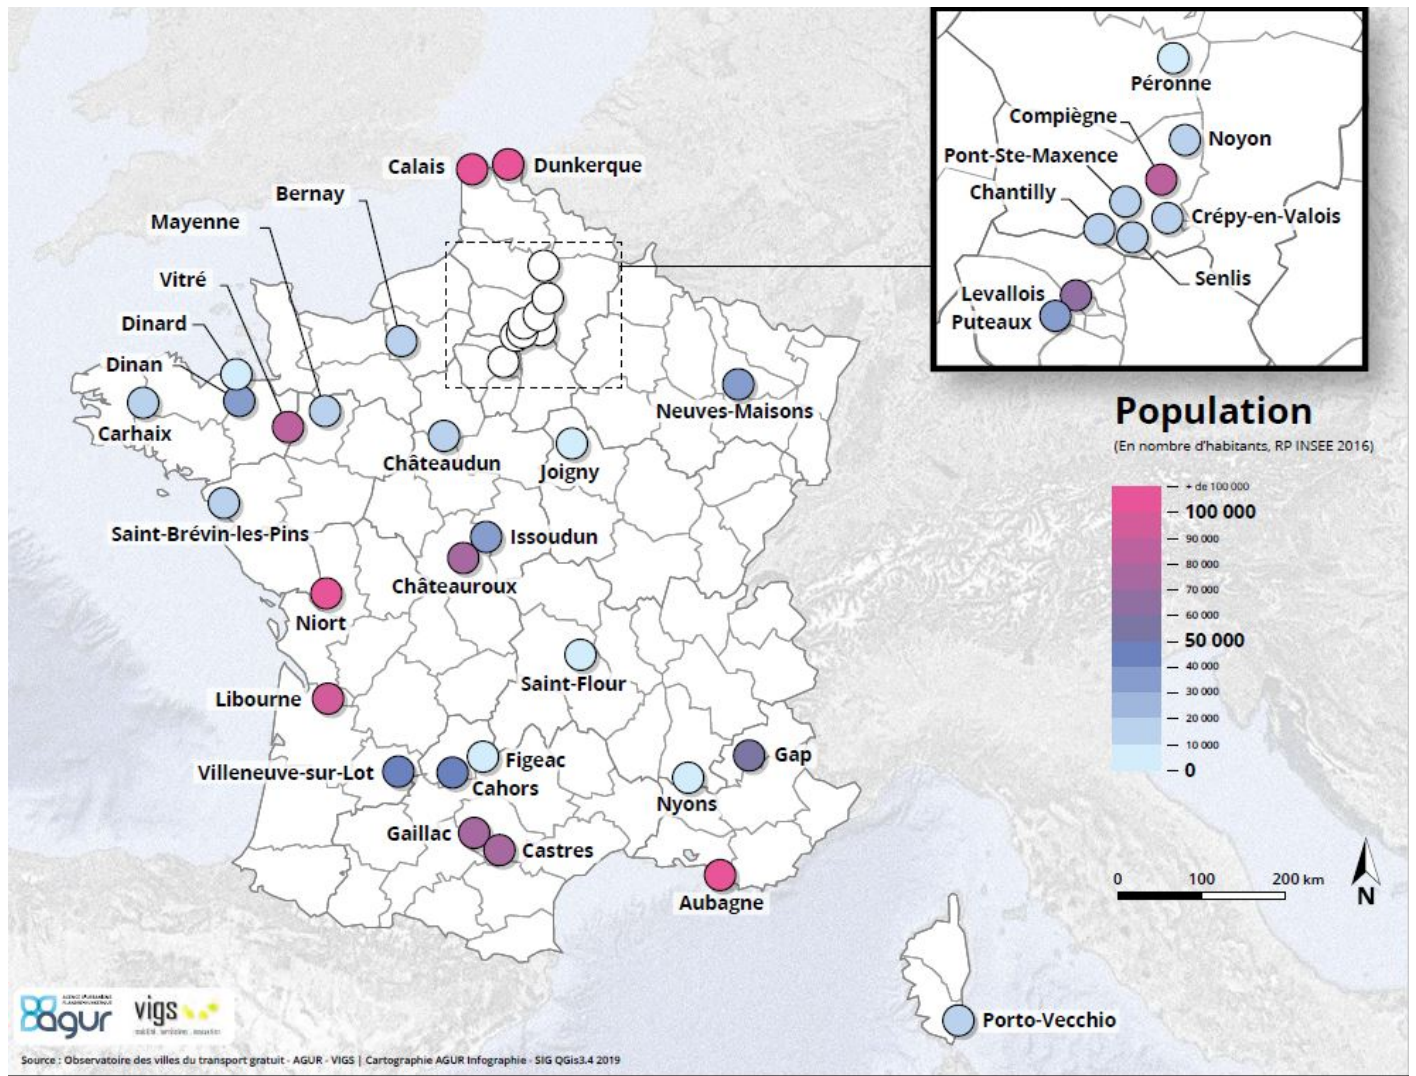 Péronne
Compiègne
Noyon
Pont-Ste-Maxence
Chantilly
Crépy-en-Valois
Senlis
Levallois
Puteaux
Calais
Dunkerque
Bernay
Mayenne
Vitré
Dinard
Dinan
Carhaix
Neuves-Maisons
Châteaudun
Joigny
Saint-Brévin-les-Pins
Issoudun
Châteauroux
Niort
Saint-Flour
Libourne
Villeneuve-sur-Lot
Figeac
Cahors
Gap
Nyons
Gaillac
Castres
Aubagne
Porto-Vecchio
Population
(En nombre d'habitants, RP INSEE 2016)
+ de 100 000
100 000
90 000
80 000
70 000
60 000
50 000
40 000
30 000
20 000
10 000
0
0 100 200 km
N
agur
vigs
Source : Observatoire des villes du transport gratuit - AGUR - VIGS | Cartographie AGUR Infographie - SIG QGis3.4 2019